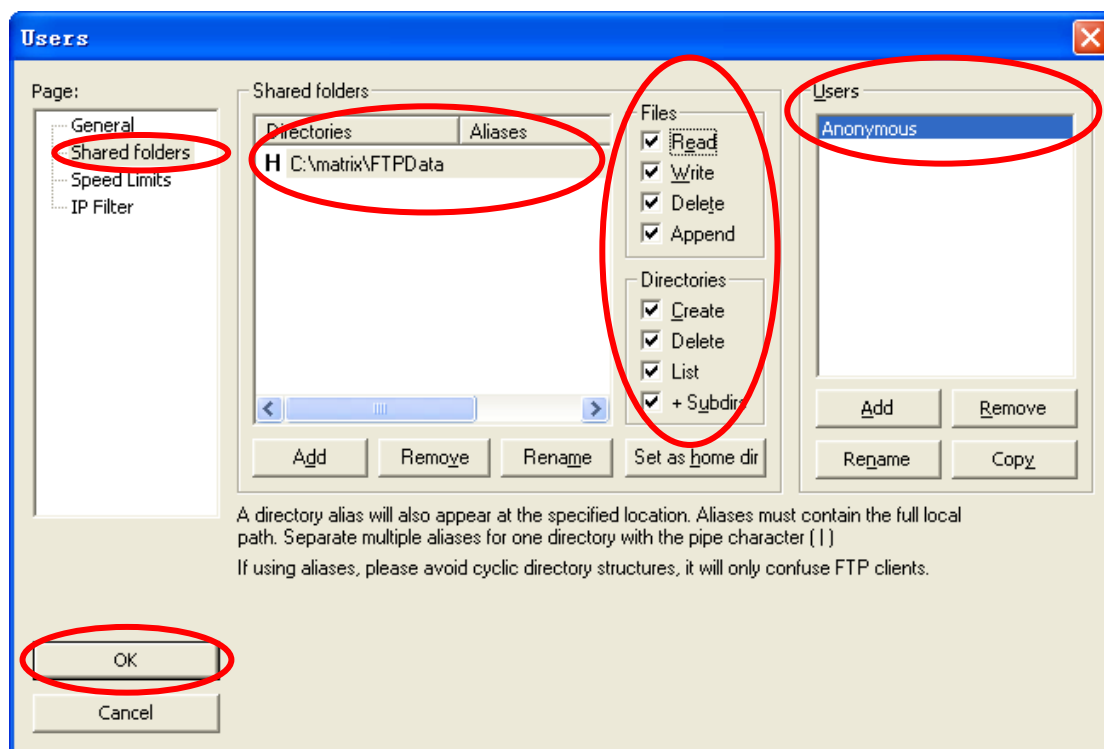 Users
Page:
General
Shared folders
Speed Limits
IP Filter
Shared folders
Directories Aliases
H C:\matrix\FTPData
Files
Read
Write
Delete
Append
Directories
Create
Delete
List
+ Subdirs
Add Remove Rename Set as home dir
Users
Anonymous
Add Remove
Rename Copy
A directory alias will also appear at the specified location. Aliases must contain the full local
path. Separate multiple aliases for one directory with the pipe character ( | )
If using aliases, please avoid cyclic directory structures, it will only confuse FTP clients.
OK
Cancel